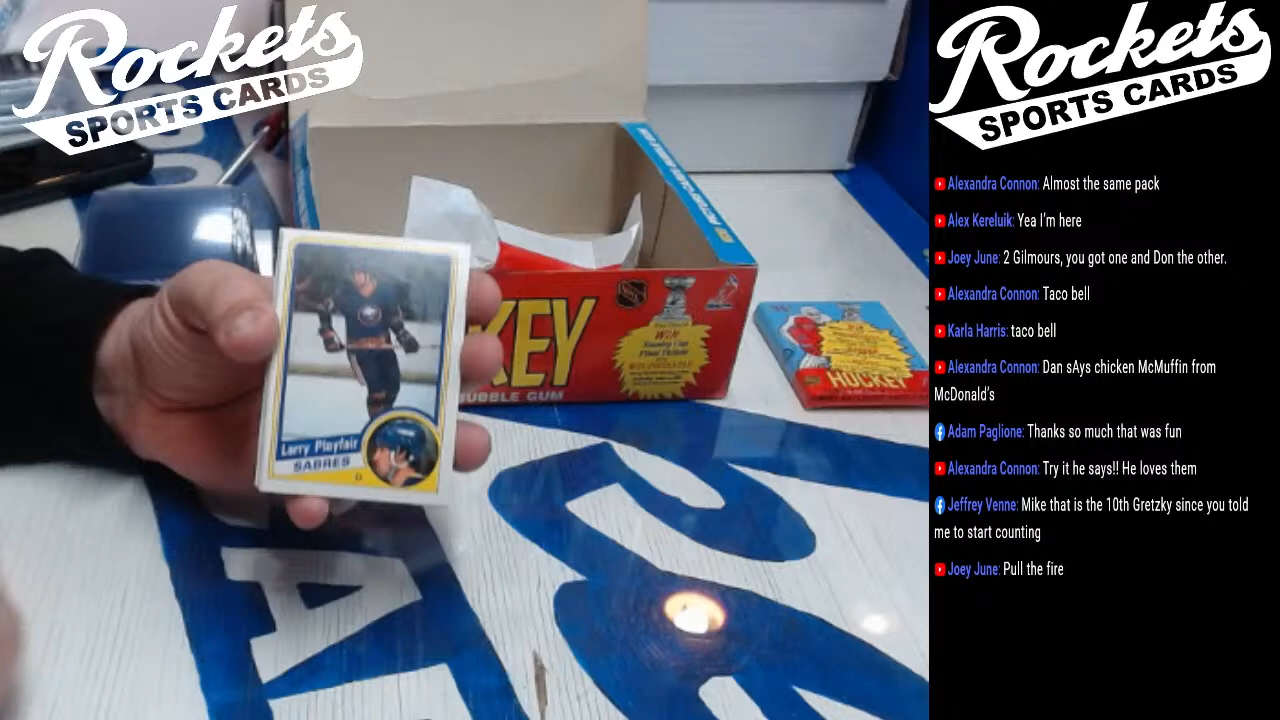 Rockets
SPORTS CARDS
Rockets
SPORTS CARDS
Alexandra Connon: Almost the same pack
Alex Kereluik: Yea I'm here
Joey June: 2 Gilmours, you got one and Don the other.
Alexandra Connon: Taco bell
Karla Harris: taco bell
Alexandra Connon: Dan sAys chicken McMuffin from
McDonald's
Adam Paglione: Thanks so much that was fun
Alexandra Connon: Try it he says!! He loves them
Jeffrey Venne: Mike that is the 10th Gretzky since you told
me to start counting
Joey June: Pull the fire
Larry Playfair
SABRES
D
KEY
BUBBLE GUM
WIN
Stanley Cup
HOCKEY